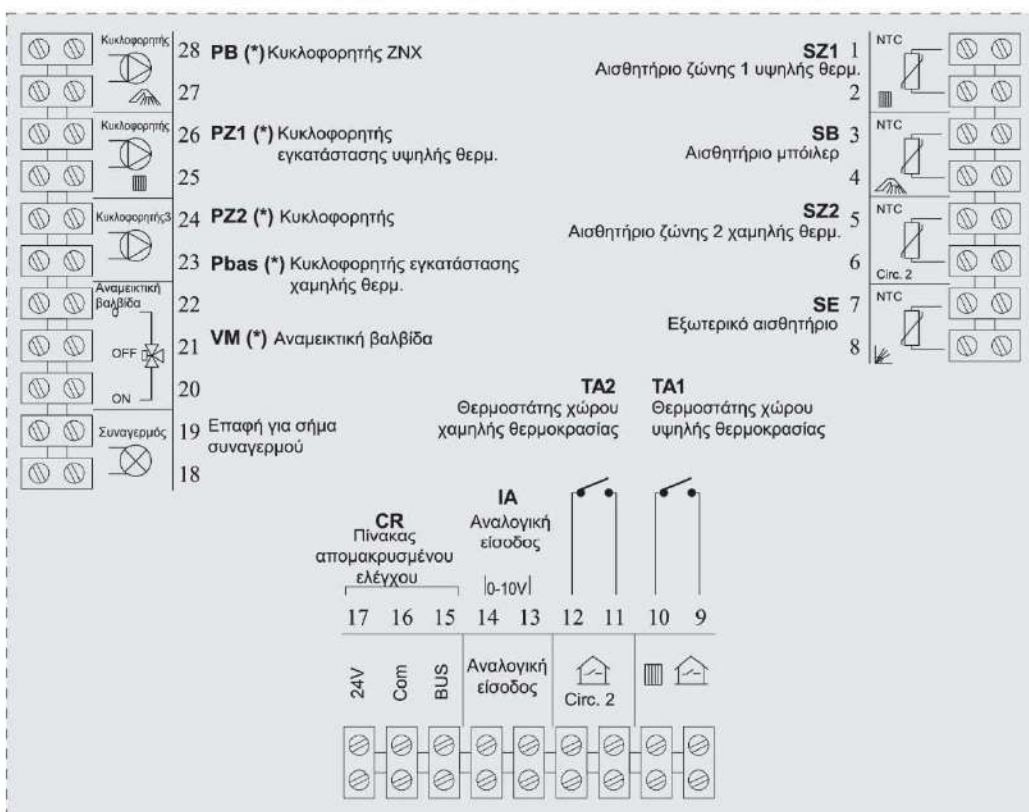 Κυκλοφορητής
28 PB (*) Κυκλοφορητής ΖΝΧ
27
Κυκλοφορητής
26 PZ1 (*) Κυκλοφορητής
εγκατάστασης υψηλής θερμ.
25
Κυκλοφορητής3
24 PZ2 (*) Κυκλοφορητής
23 Pbas (*) Κυκλοφορητής εγκατάστασης
χαμηλής θερμ.
Αναμεικτική
βαλβίδα
0
22
OFF
21 VM (*) Αναμεικτική βαλβίδα
ON
20
Συναγερμός
19 Επαφή για σήμα
συναγερμού
18
SZ1 1 NTC
Αισθητήριο ζώνης 1 υψηλής θερμ.
2
SB 3 NTC
Αισθητήριο μπόιλερ
4
SZ2 5 NTC
Αισθητήριο ζώνης 2 χαμηλής θερμ.
6
Circ. 2
SE 7 NTC
Εξωτερικό αισθητήριο
8
TA2
Θερμοστάτης χώρου
χαμηλής θερμοκρασίας
TA1
Θερμοστάτης χώρου
υψηλής θερμοκρασίας
CR
Πίνακας
απομακρυσμένου
ελέγχου
IA
Αναλογική
είσοδος
0-10V
17 16 15 14 13 12 11 10 9
24V
Com
BUS
Αναλογική
είσοδος
Circ. 2